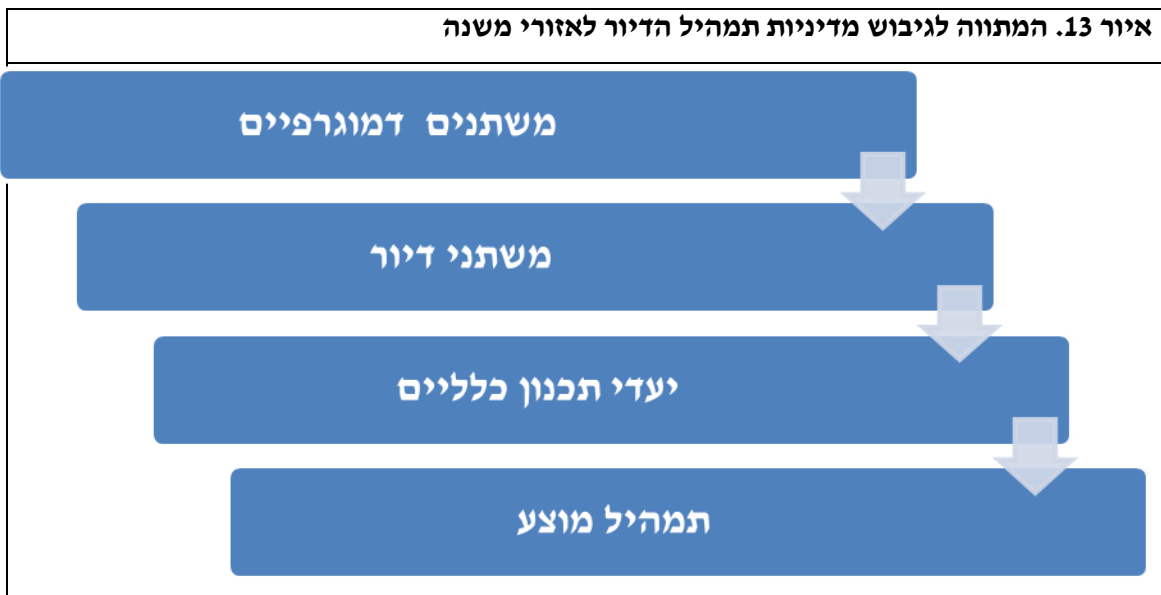 איור 13. המתווה לגיבוש מדיניות תמהיל הדיור לאזורי משנה
משתנים דמוגרפיים
משתני דיור
יעדי תכנון כלליים
תמהיל מוצע